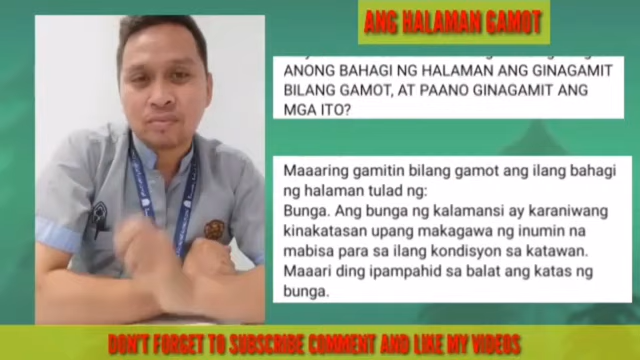 ANG HALAMAN GAMOT
ANONG BAHAGI NG HALAMAN ANG GINAGAMIT
BILANG GAMOT, AT PAANO GINAGAMIT ANG
MGA ITO?
Maaaring gamitin bilang gamot ang ilang bahagi
ng halaman tulad ng:
Bunga. Ang bunga ng kalamansi ay karaniwang
kinakatasan upang makagawa ng inumin na
mabisa para sa ilang kondisyon sa katawan.
Maaari ding ipampahid sa balat ang katas ng
bunga.
DON'T FORGET TO SUBSCRIBE COMMENT AND LIKE MY VIDEOS